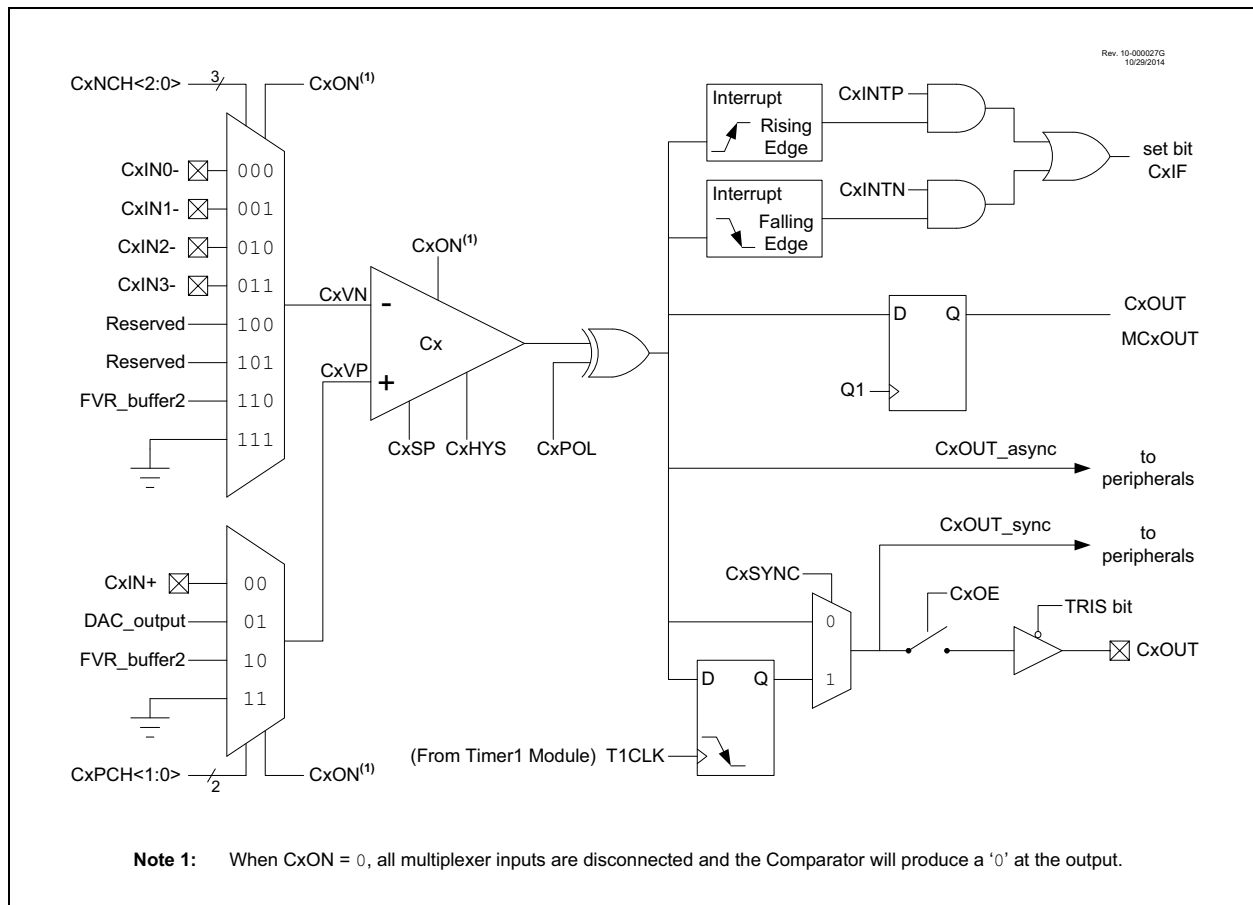 Rev. 10-000027G
10/29/2014
CxNCH<2:0>
3
CxON(1)
CxIN0-
000
CxIN1-
001
CxIN2-
010
CxIN3-
011
Reserved
100
Reserved
101
FVR_buffer2
110
111
CxIN+
00
DAC_output
01
FVR_buffer2
10
11
CxPCH<1:0>
2
CxON(1)
CxVN
CxVP
CxON(1)
-
Cx
+
CxSP
CxHYS
CxPOL
Interrupt
Rising
Edge
CxINTP
Interrupt
Falling
Edge
CxINTN
set bit
CxIF
D
Q
Q1
CxOUT
MCxOUT
CxOUT_async
to
peripherals
CxOUT_sync
to
peripherals
CxSYNC
0
1
CxOE
TRIS bit
CxOUT
D
Q
(From Timer1 Module) T1CLK
Note 1: When CxON = 0, all multiplexer inputs are disconnected and the Comparator will produce a ‘0’ at the output.